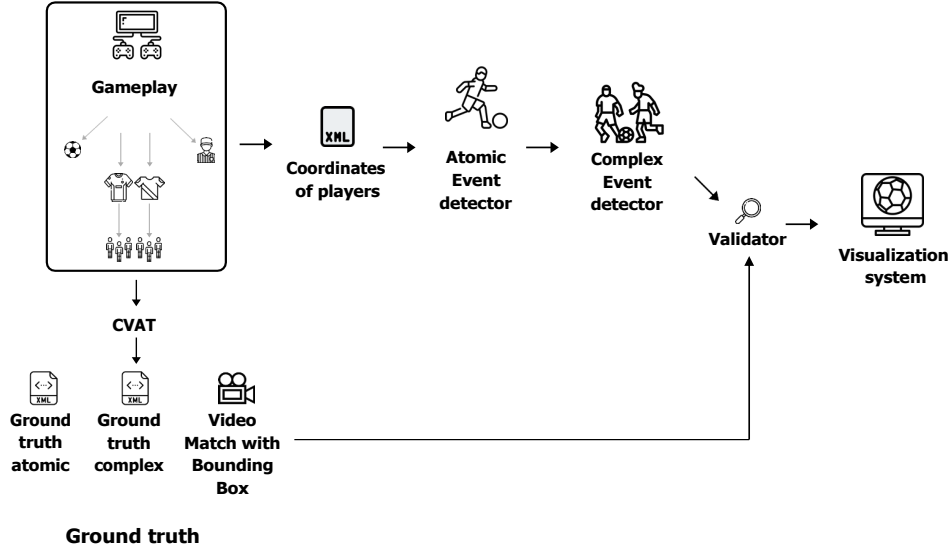 Gameplay
XML
Coordinates
of players
Atomic
Event
detector
Complex
Event
detector
Validator
Visualization
system
CVAT
<··>
XML
Ground
truth
atomic
<··>
XML
Ground
truth
complex
Video
Match with
Bounding
Box
Ground truth